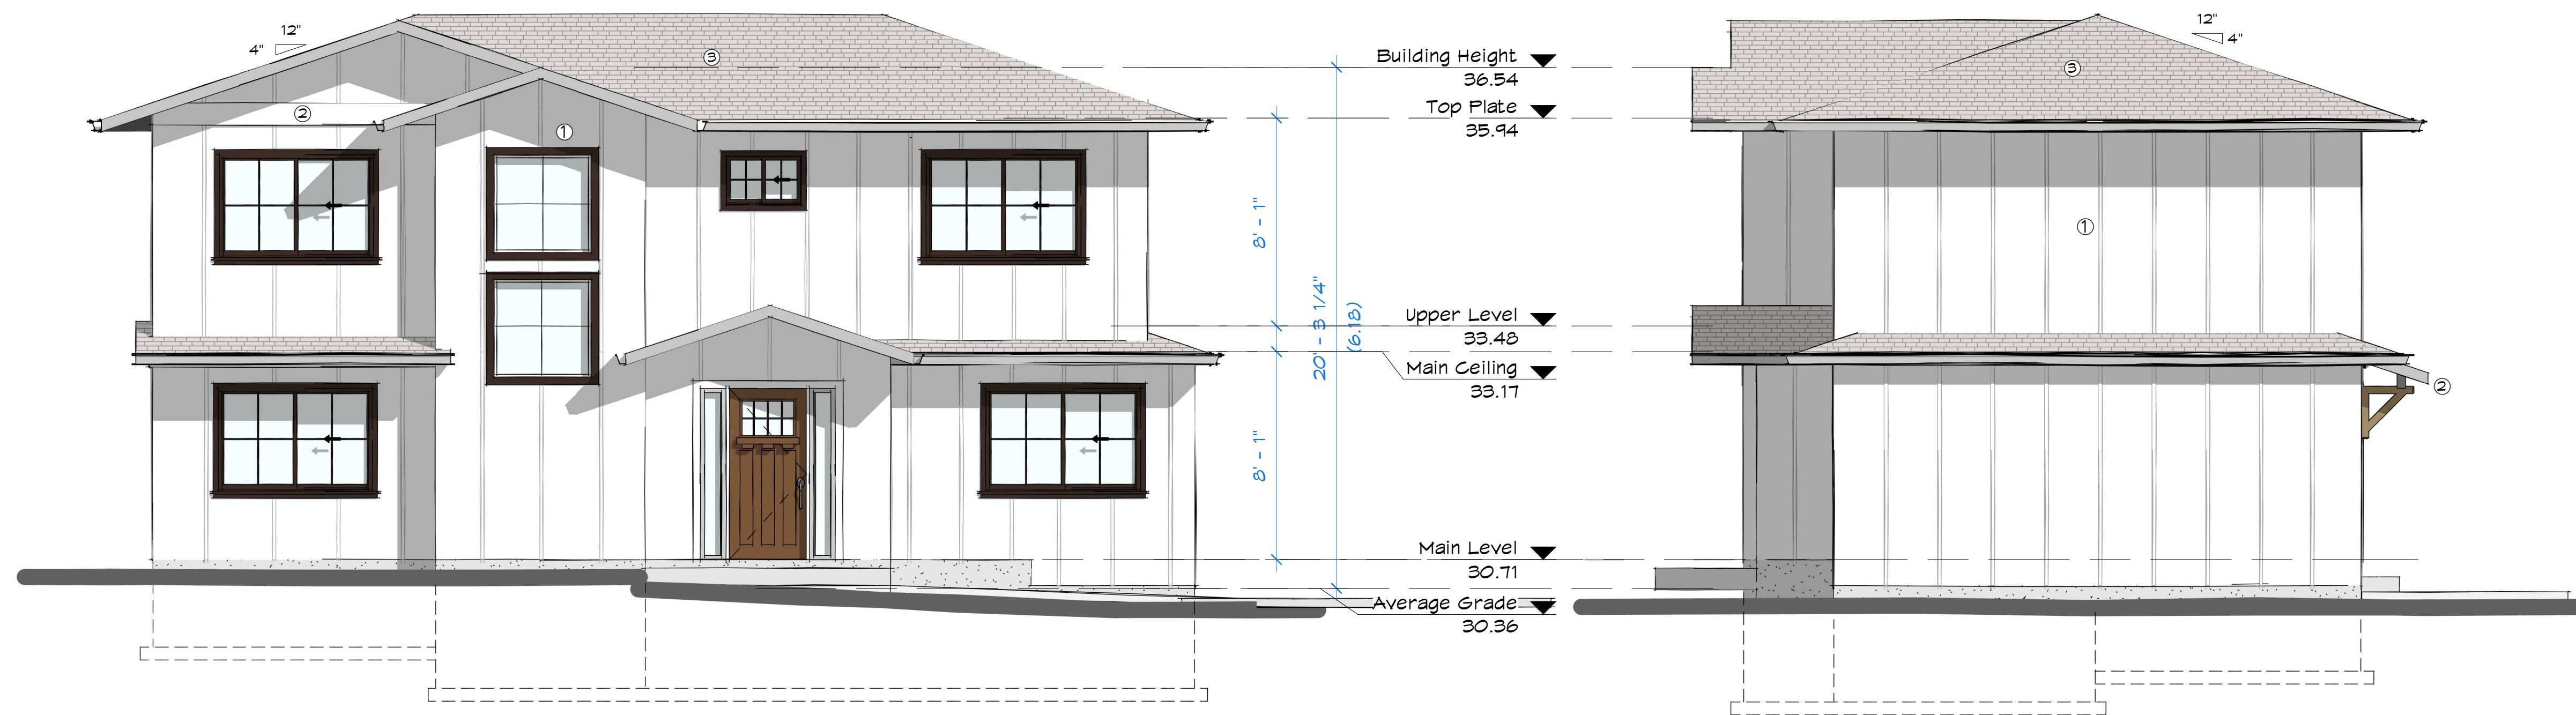 12"
4"
③
②
①
8' - 1"
8' - 1"
20' - 3 1/4"
(6.18)
Building Height
36.54
Top Plate
35.94
Upper Level
33.48
Main Ceiling
33.17
Main Level
30.71
Average Grade
30.36
12"
4"
③
①
②